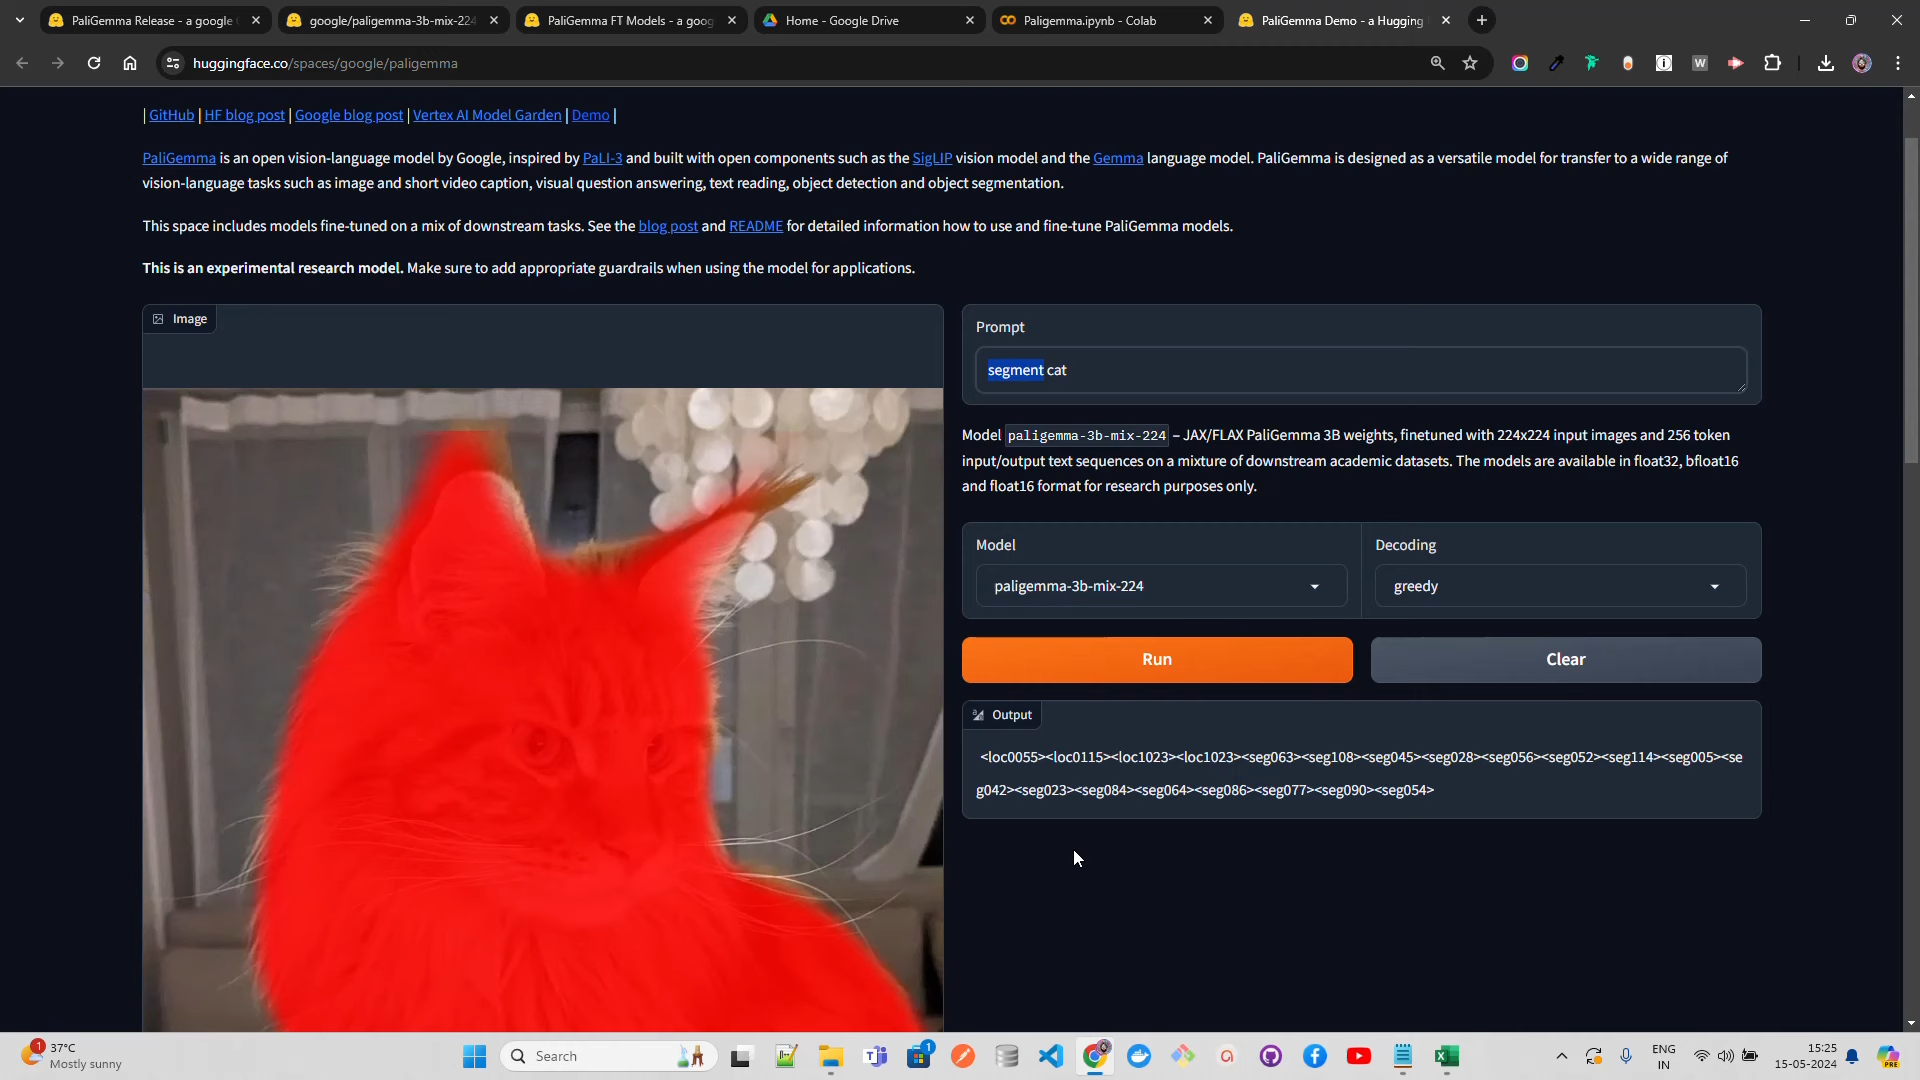 PaliGemma Release - a google
google/paligemma-3b-mix-224
PaliGemma FT Models - a goog
Home - Google Drive
Paligemma.ipynb - Colab
PaliGemma Demo - a Hugging
huggingface.co/spaces/google/paligemma
| GitHub | HF blog post | Google blog post | Vertex AI Model Garden | Demo |
PaliGemma is an open vision-language model by Google, inspired by PaLI-3 and built with open components such as the SigLIP vision model and the Gemma language model. PaliGemma is designed as a versatile model for transfer to a wide range of
vision-language tasks such as image and short video caption, visual question answering, text reading, object detection and object segmentation.
This space includes models fine-tuned on a mix of downstream tasks. See the blog post and README for detailed information how to use and fine-tune PaliGemma models.
This is an experimental research model. Make sure to add appropriate guardrails when using the model for applications.
Image
Prompt
segment cat
Model paligemma-3b-mix-224 – JAX/FLAX PaliGemma 3B weights, finetuned with 224x224 input images and 256 token
input/output text sequences on a mixture of downstream academic datasets. The models are available in float32, bfloat16
and float16 format for research purposes only.
Model
Decoding
paligemma-3b-mix-224
greedy
Run
Clear
Output
<loc0055><loc0115><loc1023><loc1023><seg063><seg108><seg045><seg028><seg056><seg052><seg114><seg005><se
g042><seg023><seg084><seg064><seg086><seg077><seg090><seg054>
1
37°C
Mostly sunny
Search
1
ENG
IN
15:25
15-05-2024
PRE